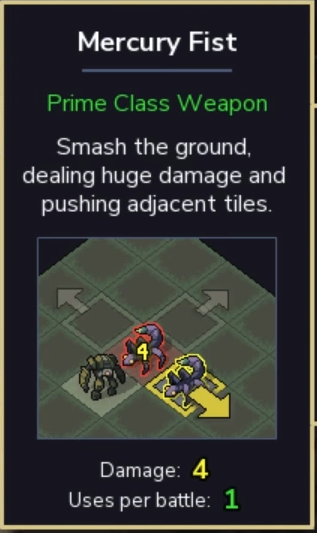 Mercury Fist
Prime Class Weapon
Smash the ground,
dealing huge damage and
pushing adjacent tiles.
4
Damage: 4
Uses per battle: 1